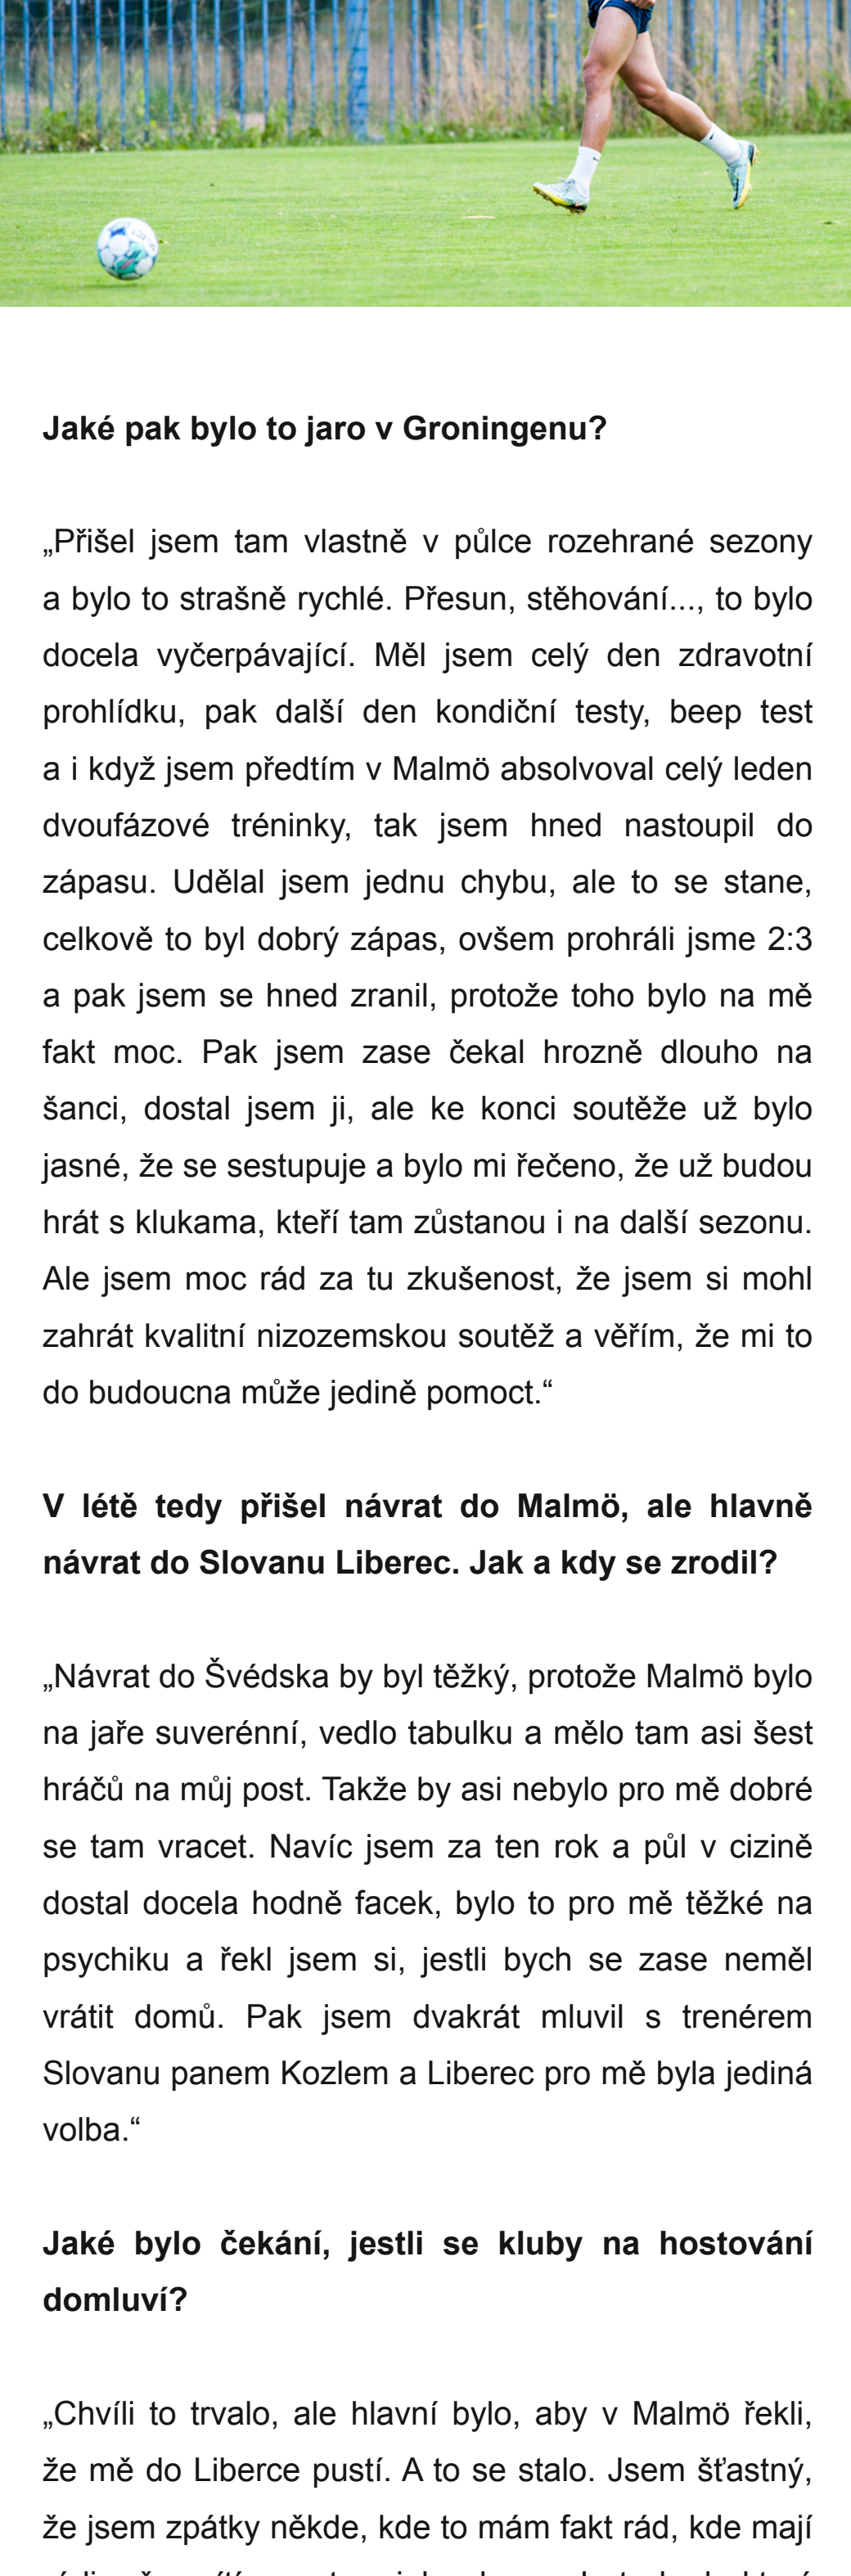 Jaké pak bylo to jaro v Groningenu?
„Přišel jsem tam vlastně v půlce rozehrané sezony
a bylo to strašně rychlé. Přesun, stěhování..., to bylo
docela vyčerpávající. Měl jsem celý den zdravotní
prohlídku, pak další den kondiční testy, beep test
a i když jsem předtím v Malmö absolvoval celý leden
dvoufázové tréninky, tak jsem hned nastoupil do
zápasu. Udělal jsem jednu chybu, ale to se stane,
celkově to byl dobrý zápas, ovšem prohráli jsme 2:3
a pak jsem se hned zranil, protože toho bylo na mě
fakt moc. Pak jsem zase čekal hrozně dlouho na
šanci, dostal jsem ji, ale ke konci soutěže už bylo
jasné, že se sestupuje a bylo mi řečeno, že už budou
hrát s klukama, kteří tam zůstanou i na další sezonu.
Ale jsem moc rád za tu zkušenost, že jsem si mohl
zahrát kvalitní nizozemskou soutěž a věřím, že mi to
do budoucna může jedině pomoct.“
V létě tedy přišel návrat do Malmö, ale hlavně
návrat do Slovanu Liberec. Jak a kdy se zrodil?
„Návrat do Švédska by byl těžký, protože Malmö bylo
na jaře suverénní, vedlo tabulku a mělo tam asi šest
hráčů na můj post. Takže by asi nebylo pro mě dobré
se tam vracet. Navíc jsem za ten rok a půl v cizině
dostal docela hodně facek, bylo to pro mě těžké na
psychiku a řekl jsem si, jestli bych se zase neměl
vrátit domů. Pak jsem dvakrát mluvil s trenérem
Slovanu panem Kozlem a Liberec pro mě byla jediná
volba.“
Jaké bylo čekání, jestli se kluby na hostování
domluví?
„Chvíli to trvalo, ale hlavní bylo, aby v Malmö řekli,
že mě do Liberce pustí. A to se stalo. Jsem šťastný,
že jsem zpátky někde, kde to mám fakt rád, kde mají